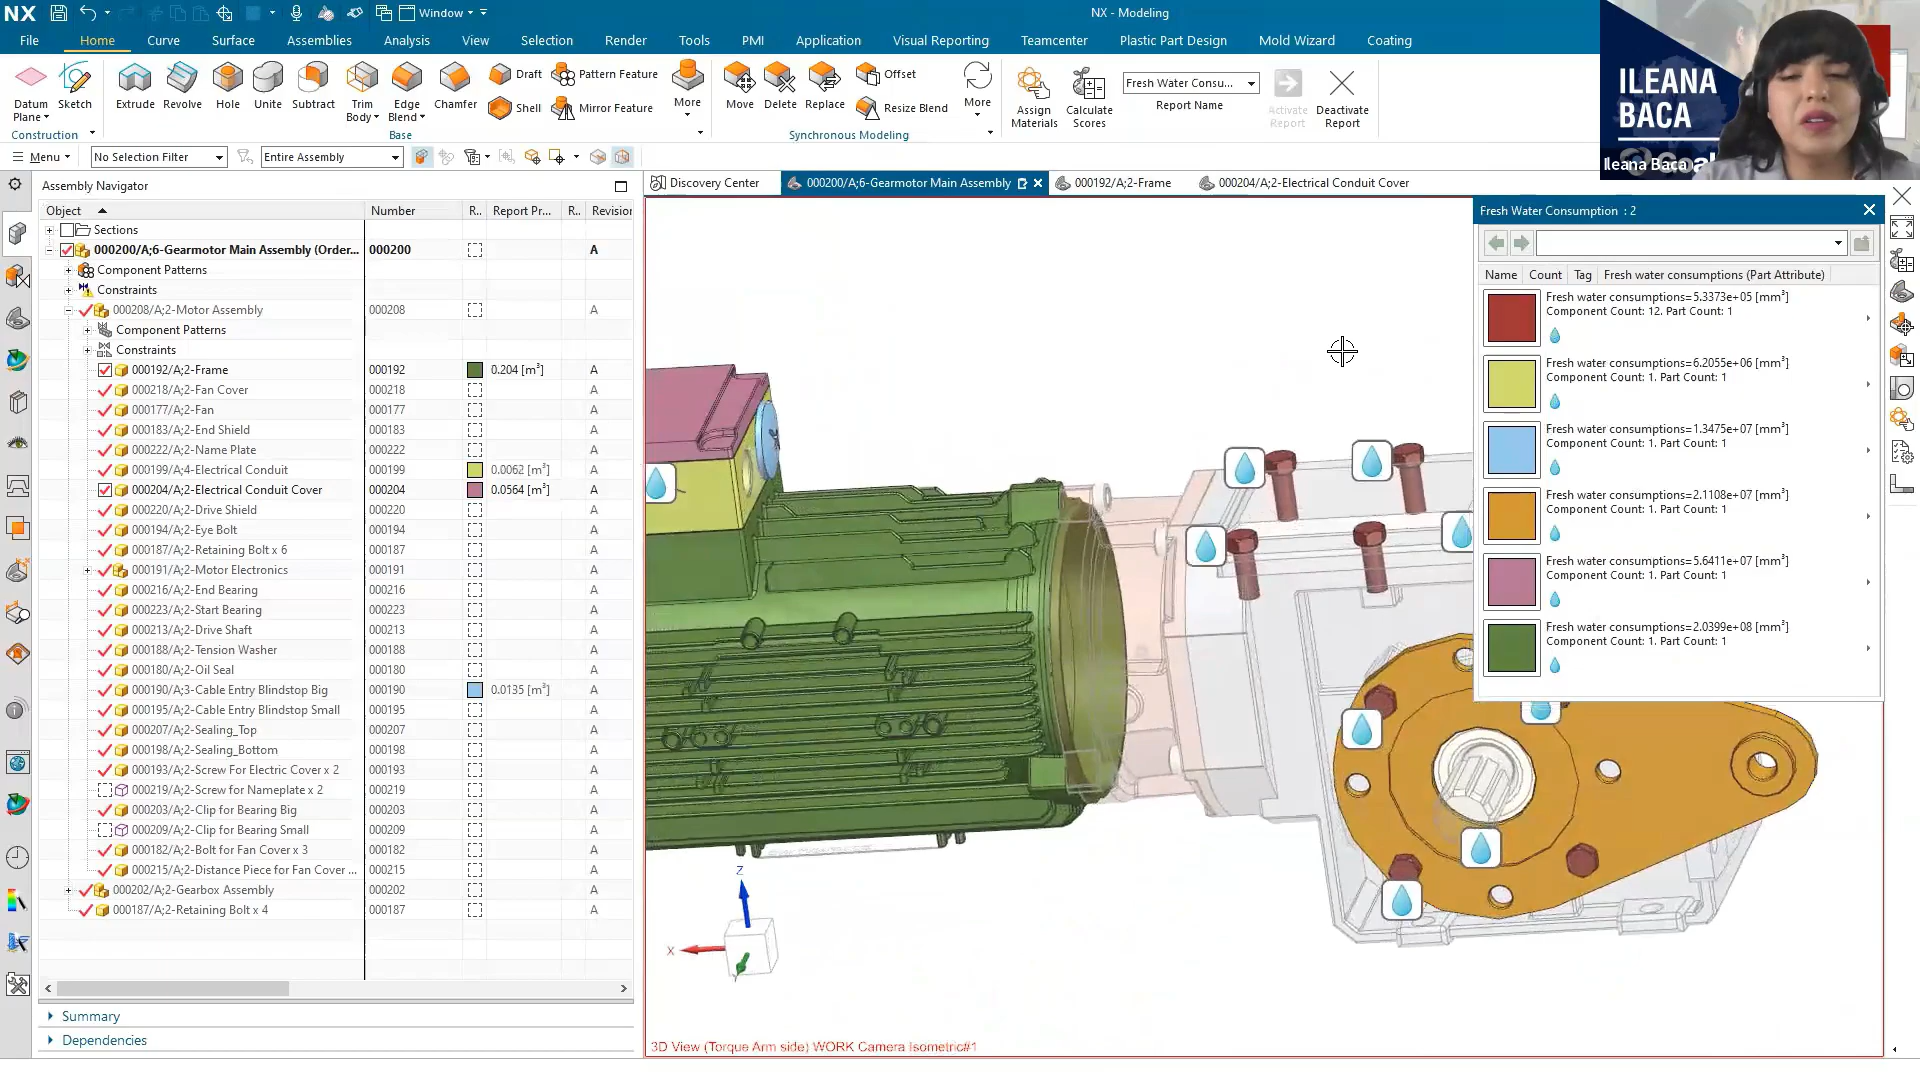 NX
Window
NX - Modeling
File
Home
Curve
Surface
Assemblies
Analysis
View
Selection
Render
Tools
PMI
Application
Visual Reporting
Teamcenter
Plastic Part Design
Mold Wizard
Coating
Datum Plane
Sketch
Extrude
Revolve
Hole
Unite
Subtract
Trim Body
Edge Blend
Chamfer
Draft
Shell
Pattern Feature
Mirror Feature
More
Move
Delete
Replace
Offset
Resize Blend
More
Assign Materials
Calculate Scores
Fresh Water Consu...
Report Name
Activate Report
Deactivate Report
Construction
Base
Synchronous Modeling
ILEANA
BACA
Ileana Baca
Menu
No Selection Filter
Entire Assembly
Assembly Navigator
Discovery Center
000200/A;6-Gearmotor Main Assembly
000192/A;2-Frame
000204/A;2-Electrical Conduit Cover
Object Number R.. Report Pr... R.. Revision
Sections
000200/A;6-Gearmotor Main Assembly (Order... 000200 A
Component Patterns
Constraints
000208/A;2-Motor Assembly 000208 A
Component Patterns
Constraints
000192/A;2-Frame 000192 0.204 [m³] A
000218/A;2-Fan Cover 000218 A
000177/A;2-Fan 000177 A
000183/A;2-End Shield 000183 A
000222/A;2-Name Plate 000222 A
000199/A;4-Electrical Conduit 000199 0.0062 [m³] A
000204/A;2-Electrical Conduit Cover 000204 0.0564 [m³] A
000220/A;2-Drive Shield 000220 A
000194/A;2-Eye Bolt 000194 A
000187/A;2-Retaining Bolt x 6 000187 A
000191/A;2-Motor Electronics 000191 A
000216/A;2-End Bearing 000216 A
000223/A;2-Start Bearing 000223 A
000213/A;2-Drive Shaft 000213 A
000188/A;2-Tension Washer 000188 A
000180/A;2-Oil Seal 000180 A
000190/A;3-Cable Entry Blindstop Big 000190 0.0135 [m³] A
000195/A;2-Cable Entry Blindstop Small 000195 A
000207/A;2-Sealing_Top 000207 A
000198/A;2-Sealing_Bottom 000198 A
000193/A;2-Screw For Electric Cover x 2 000193 A
000219/A;2-Screw for Nameplate x 2 000219 A
000203/A;2-Clip for Bearing Big 000203 A
000209/A;2-Clip for Bearing Small 000209 A
000182/A;2-Bolt for Fan Cover x 3 000182 A
000215/A;2-Distance Piece for Fan Cover ... 000215 A
000202/A;2-Gearbox Assembly 000202 A
000187/A;2-Retaining Bolt x 4 000187 A
Summary
Dependencies
Z
X
3D View (Torque Arm side) WORK Camera Isometric#1
Fresh Water Consumption : 2
Name Count Tag Fresh water consumptions (Part Attribute)
Fresh water consumptions=5.3373e+05 [mm³]
Component Count: 12. Part Count: 1
Fresh water consumptions=6.2055e+06 [mm³]
Component Count: 1. Part Count: 1
Fresh water consumptions=1.3475e+07 [mm³]
Component Count: 1. Part Count: 1
Fresh water consumptions=2.1108e+07 [mm³]
Component Count: 1. Part Count: 1
Fresh water consumptions=5.6411e+07 [mm³]
Component Count: 1. Part Count: 1
Fresh water consumptions=2.0399e+08 [mm³]
Component Count: 1. Part Count: 1